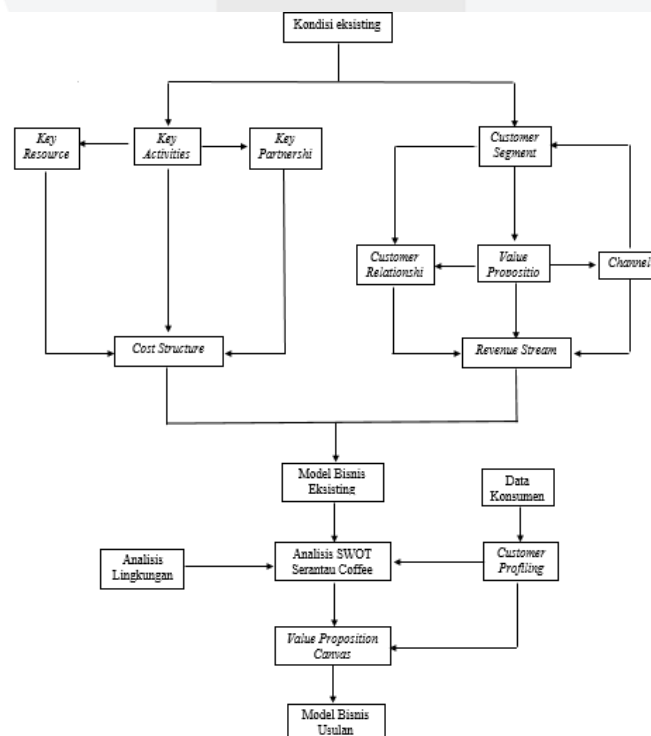 Kondisi eksisting
Key
Resource
Key
Activities
Key
Partnershi
Customer
Segment
Customer
Relationshi
Value
Propositio
Channel
Cost Structure
Revenue Stream
Model Bisnis
Eksisting
Data
Konsumen
Analisis
Lingkungan
Analisis SWOT
Serantau Coffee
Customer
Profiling
Value Proposition
Canvas
Model Bisnis
Usulan